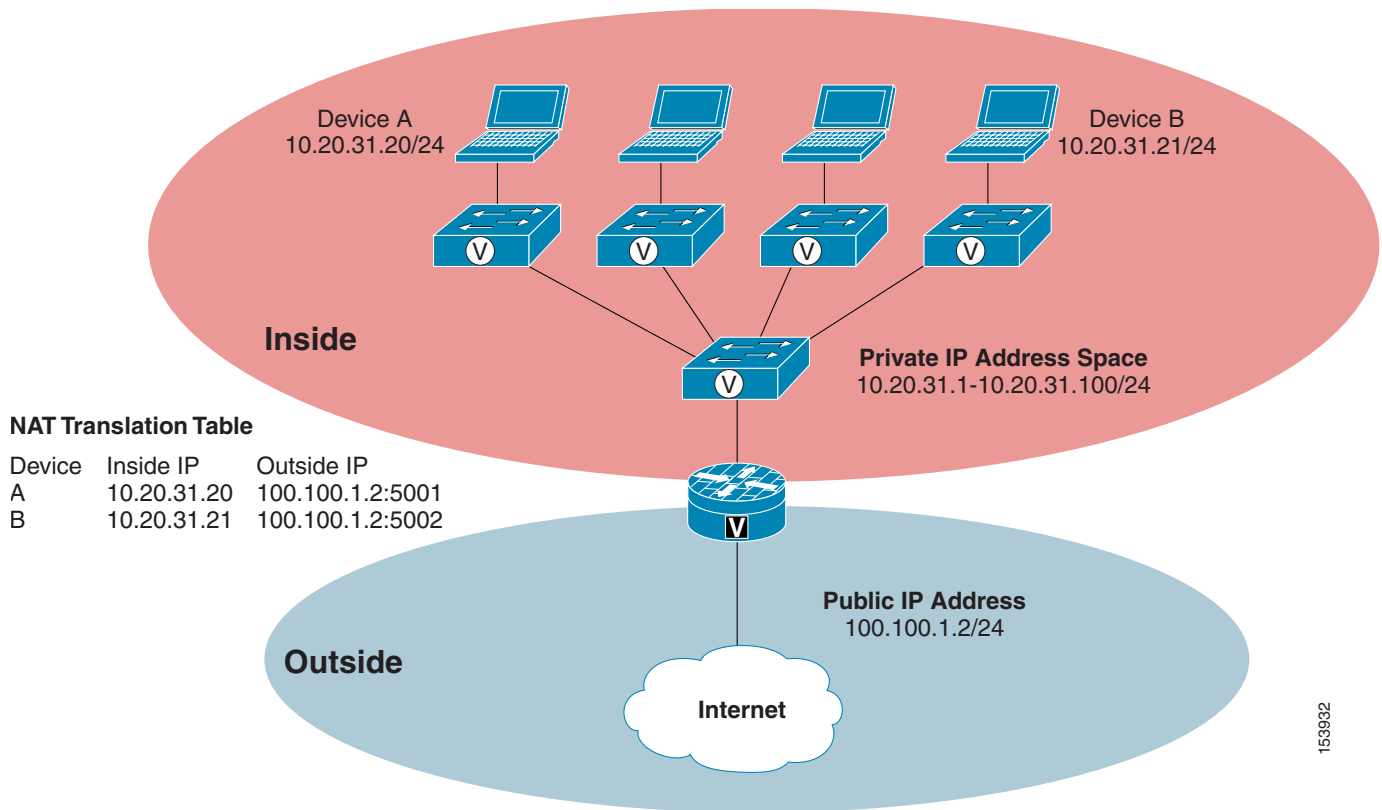 Device A
10.20.31.20/24
Device B
10.20.31.21/24
V
V
V
V
Inside
V
Private IP Address Space
10.20.31.1-10.20.31.100/24
NAT Translation Table
Device Inside IP Outside IP
A 10.20.31.20 100.100.1.2:5001
B 10.20.31.21 100.100.1.2:5002
V
Public IP Address
100.100.1.2/24
Outside
Internet
153932